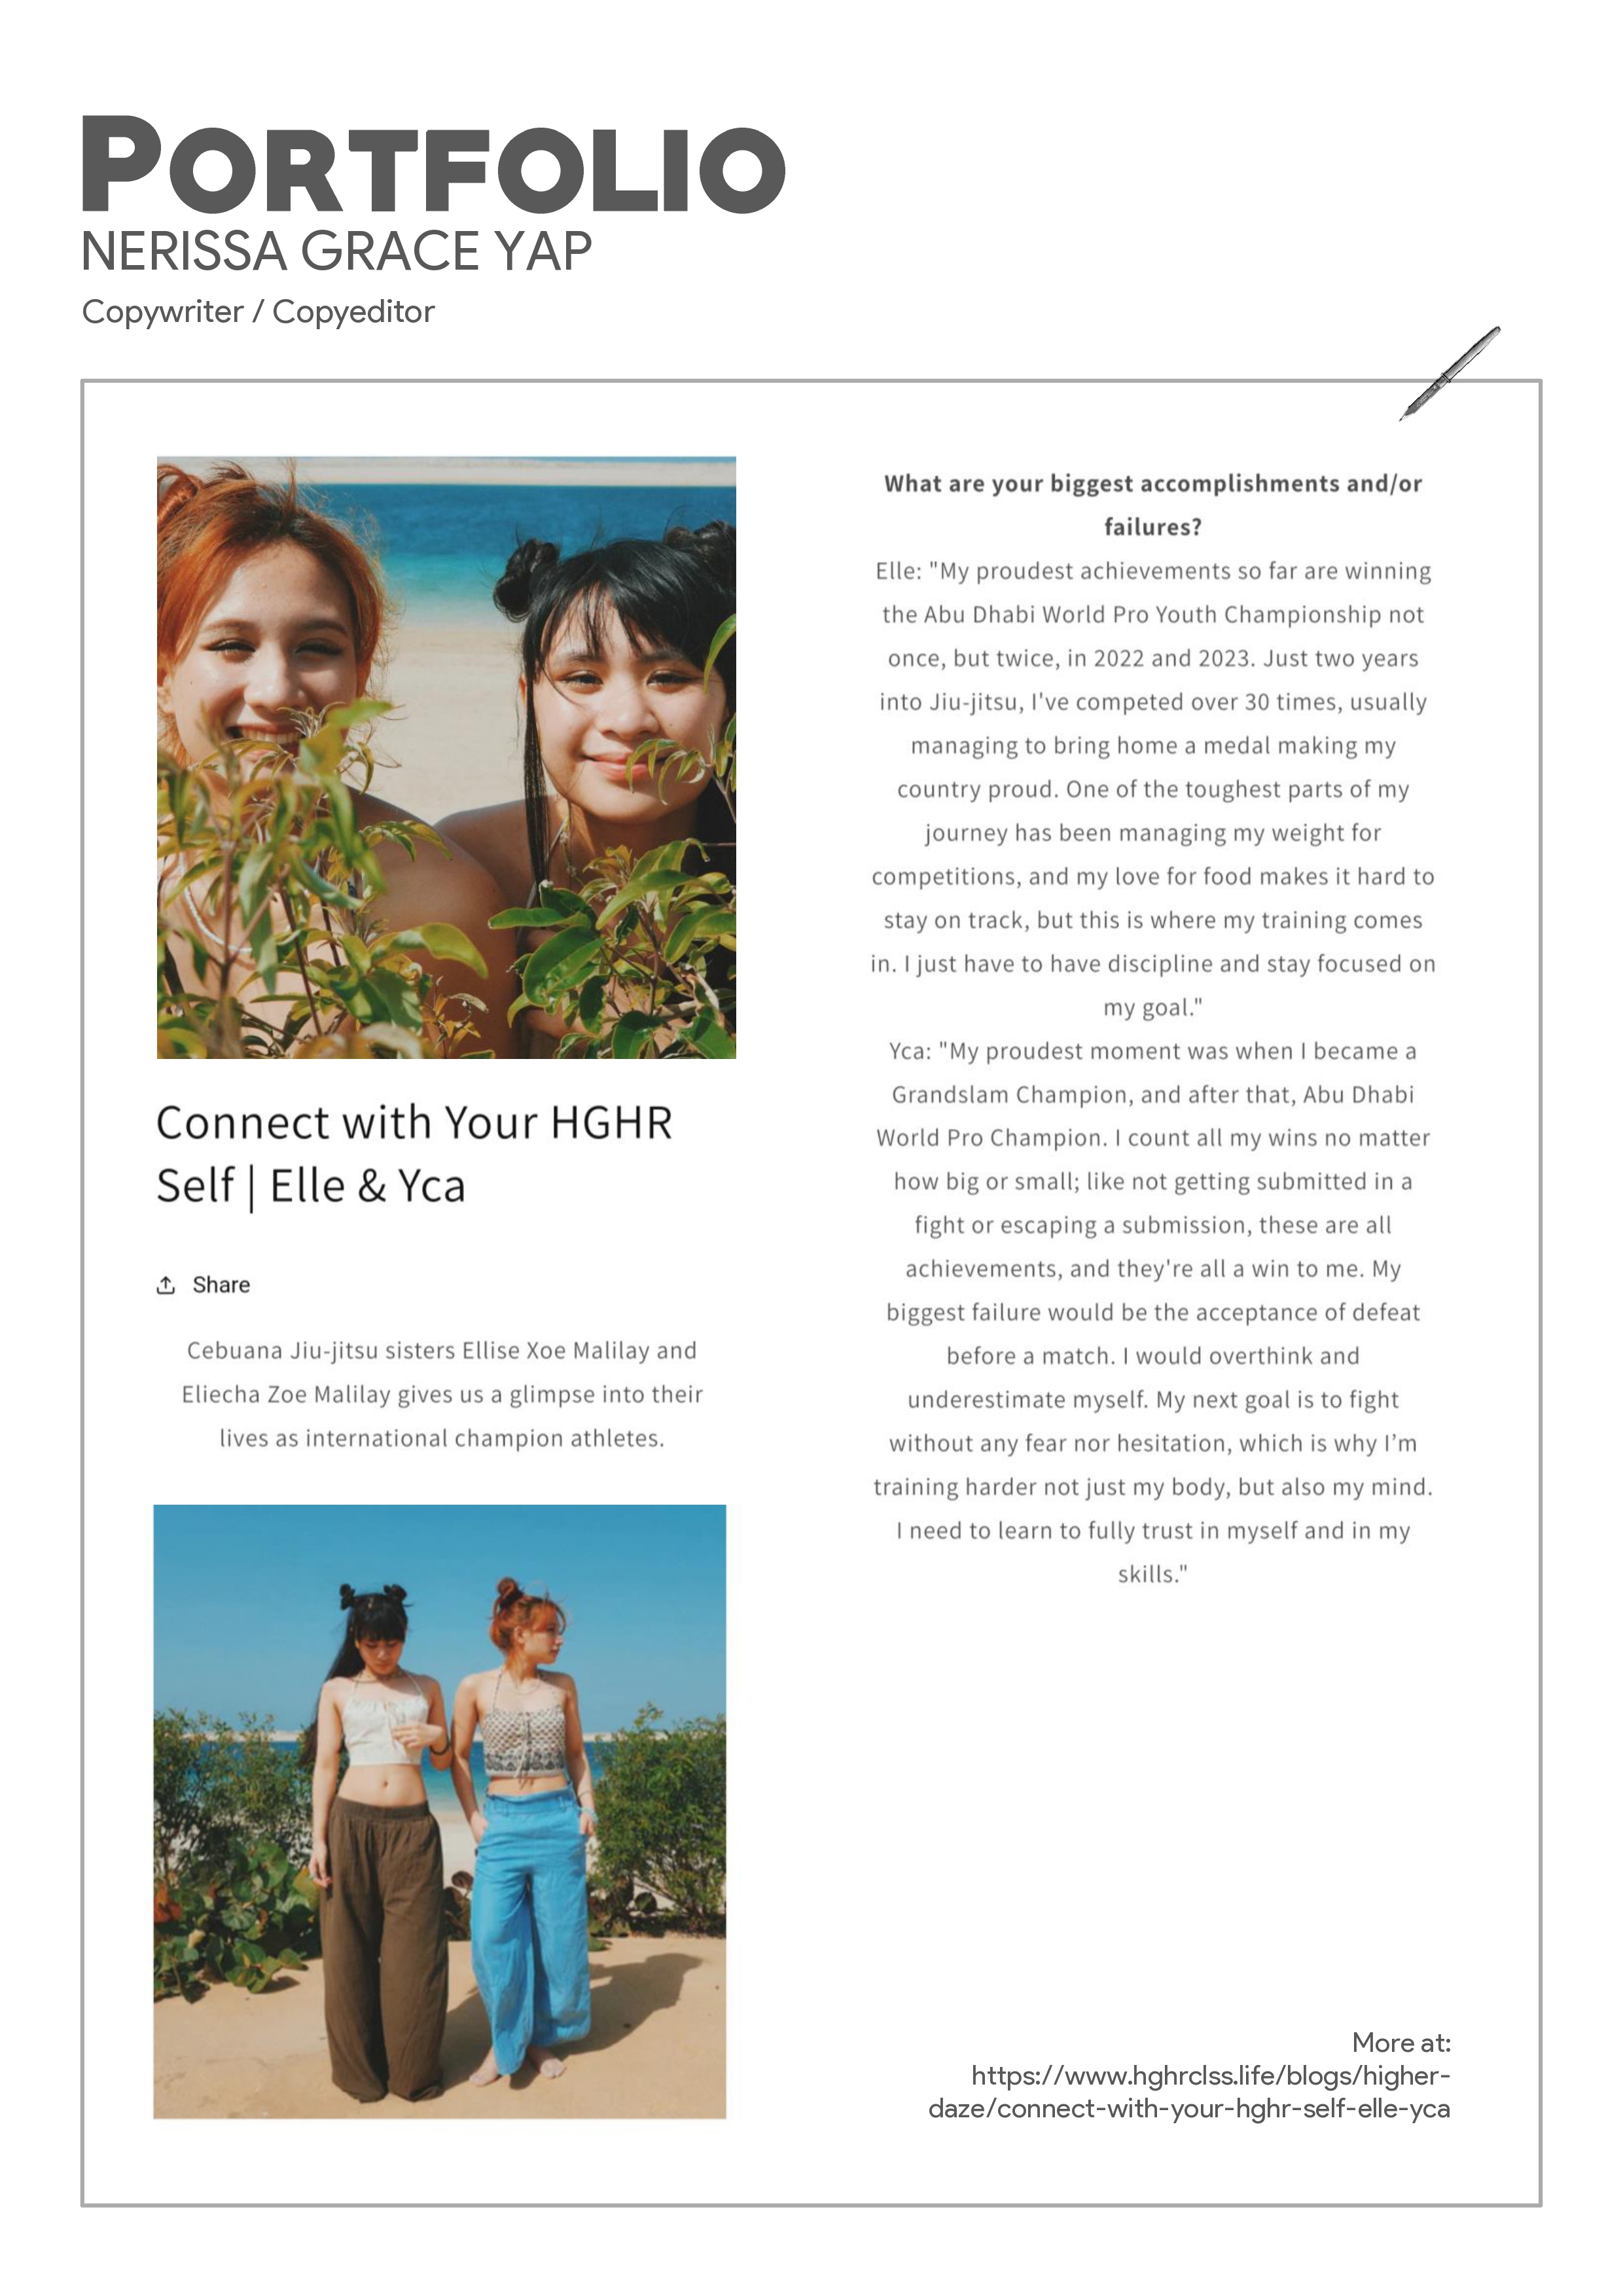 PORTFOLIO
NERISSA GRACE YAP
Copywriter / Copyeditor
Connect with Your HGHR
Self | Elle & Yca
Share
Cebuana Jiu-jitsu sisters Ellise Xoe Malilay and
Eliecha Zoe Malilay gives us a glimpse into their
lives as international champion athletes.
What are your biggest accomplishments and/or
failures?
Elle: "My proudest achievements so far are winning
the Abu Dhabi World Pro Youth Championship not
once, but twice, in 2022 and 2023. Just two years
into Jiu-jitsu, I've competed over 30 times, usually
managing to bring home a medal making my
country proud. One of the toughest parts of my
journey has been managing my weight for
competitions, and my love for food makes it hard to
stay on track, but this is where my training comes
in. I just have to have discipline and stay focused on
my goal."
Yca: "My proudest moment was when I became a
Grandslam Champion, and after that, Abu Dhabi
World Pro Champion. I count all my wins no matter
how big or small; like not getting submitted in a
fight or escaping a submission, these are all
achievements, and they're all a win to me. My
biggest failure would be the acceptance of defeat
before a match. I would overthink and
underestimate myself. My next goal is to fight
without any fear nor hesitation, which is why I’m
training harder not just my body, but also my mind.
I need to learn to fully trust in myself and in my
skills."
More at:
https://www.hghrclss.life/blogs/higher-
daze/connect-with-your-hghr-self-elle-yca